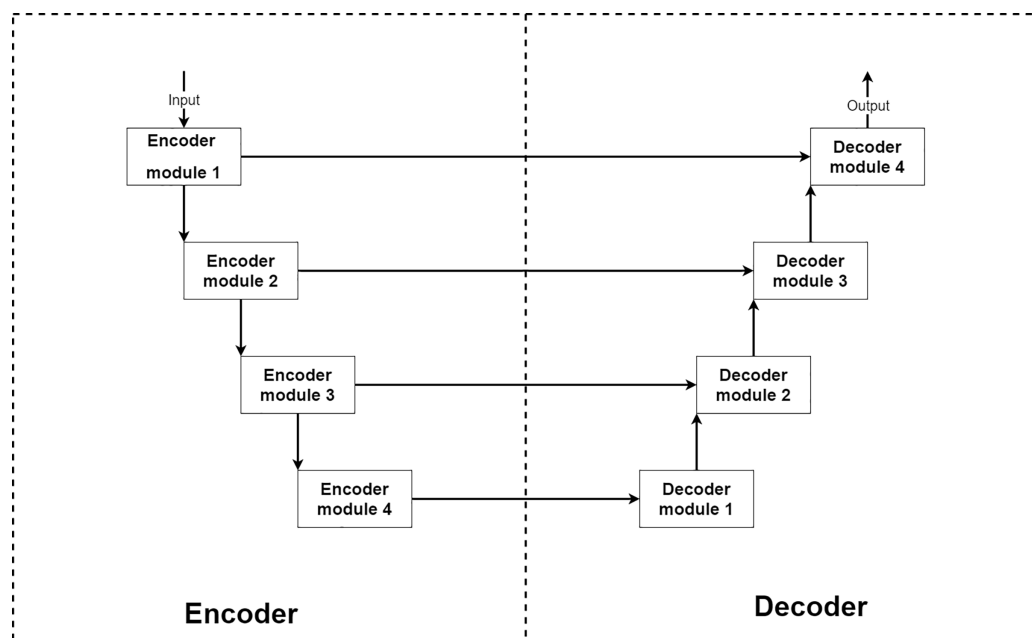 Input
Output
Encoder
module 1
Decoder
module 4
Encoder
module 2
Decoder
module 3
Encoder
module 3
Decoder
module 2
Encoder
module 4
Decoder
module 1
Encoder
Decoder